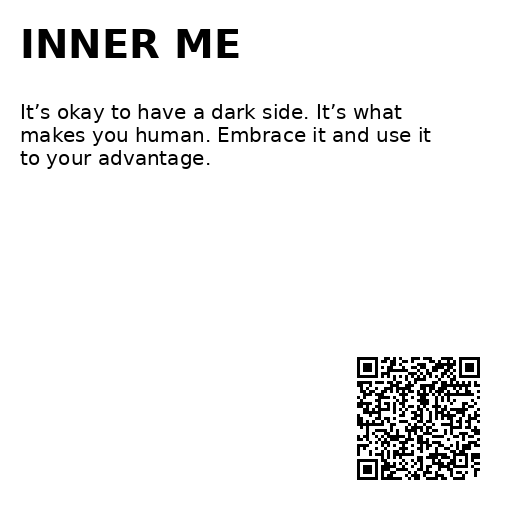 INNER ME
It’s okay to have a dark side. It’s what
makes you human. Embrace it and use it
to your advantage.